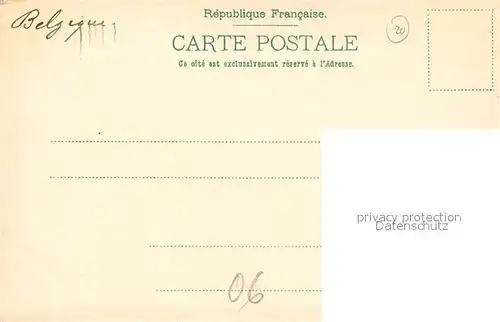 Belgique
République Française.
20
CARTE POSTALE
Ce côté est exclusivement réservé à l'Adresse.
privacy protection
Datenschutz
06